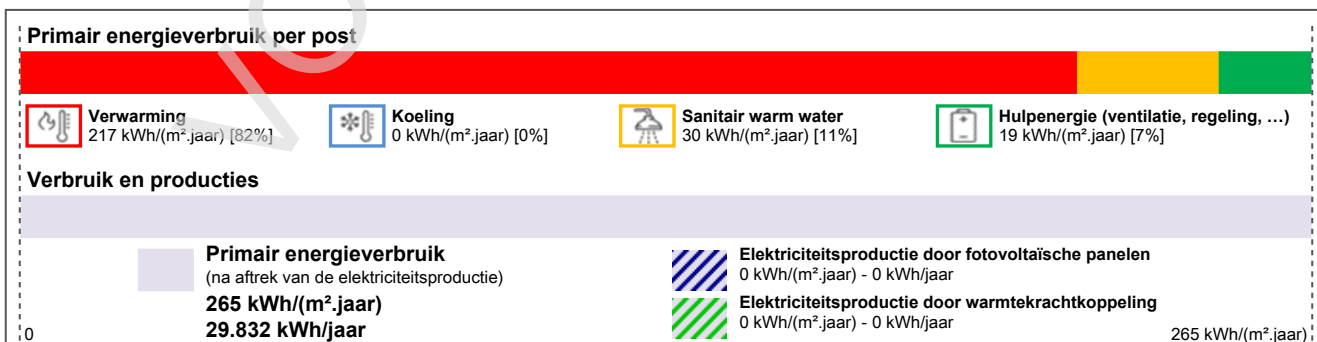 Primair energieverbruik per post
Verwarming
217 kWh/(m².jaar) [82%]
Koeling
0 kWh/(m².jaar) [0%]
Sanitair warm water
30 kWh/(m².jaar) [11%]
Hulpenergie (ventilatie, regeling, …)
19 kWh/(m².jaar) [7%]
Verbruik en producties
Primair energieverbruik
(na aftrek van de elektriciteitsproductie)
265 kWh/(m².jaar)
29.832 kWh/jaar
Elektriciteitsproductie door fotovoltaïsche panelen
0 kWh/(m².jaar) - 0 kWh/jaar
Elektriciteitsproductie door warmtekrachtkoppeling
0 kWh/(m².jaar) - 0 kWh/jaar
0
265 kWh/(m².jaar)